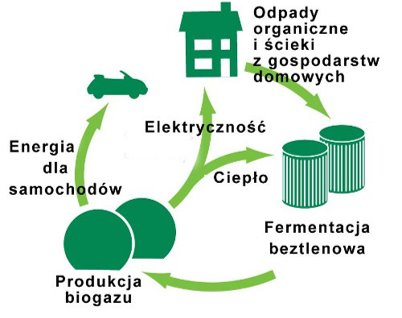 Odpady
organiczne
i ścieki
z gospodarstw
domowych
Elektryczność
Energia
dla
samochodów
Ciepło
Fermentacja
beztlenowa
Produkcja
biogazu